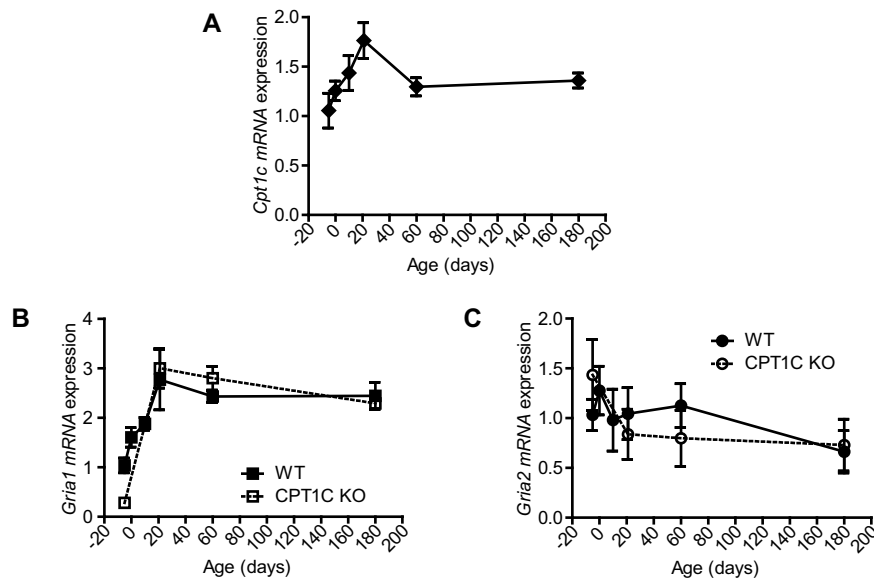 A
2.0
1.5
1.0
0.5
0.0
Cpt1c mRNA expression
-20 0 20 40 60 80 100 120 140 160 180 200
Age (days)
B
4
3
2
1
0
Gria1 mRNA expression
WT
CPT1C KO
-20 0 20 40 60 80 100 120 140 160 180 200
Age (days)
C
2.0
1.5
1.0
0.5
0.0
Gria2 mRNA expression
WT
CPT1C KO
-20 0 20 40 60 80 100 120 140 160 180 200
Age (days)